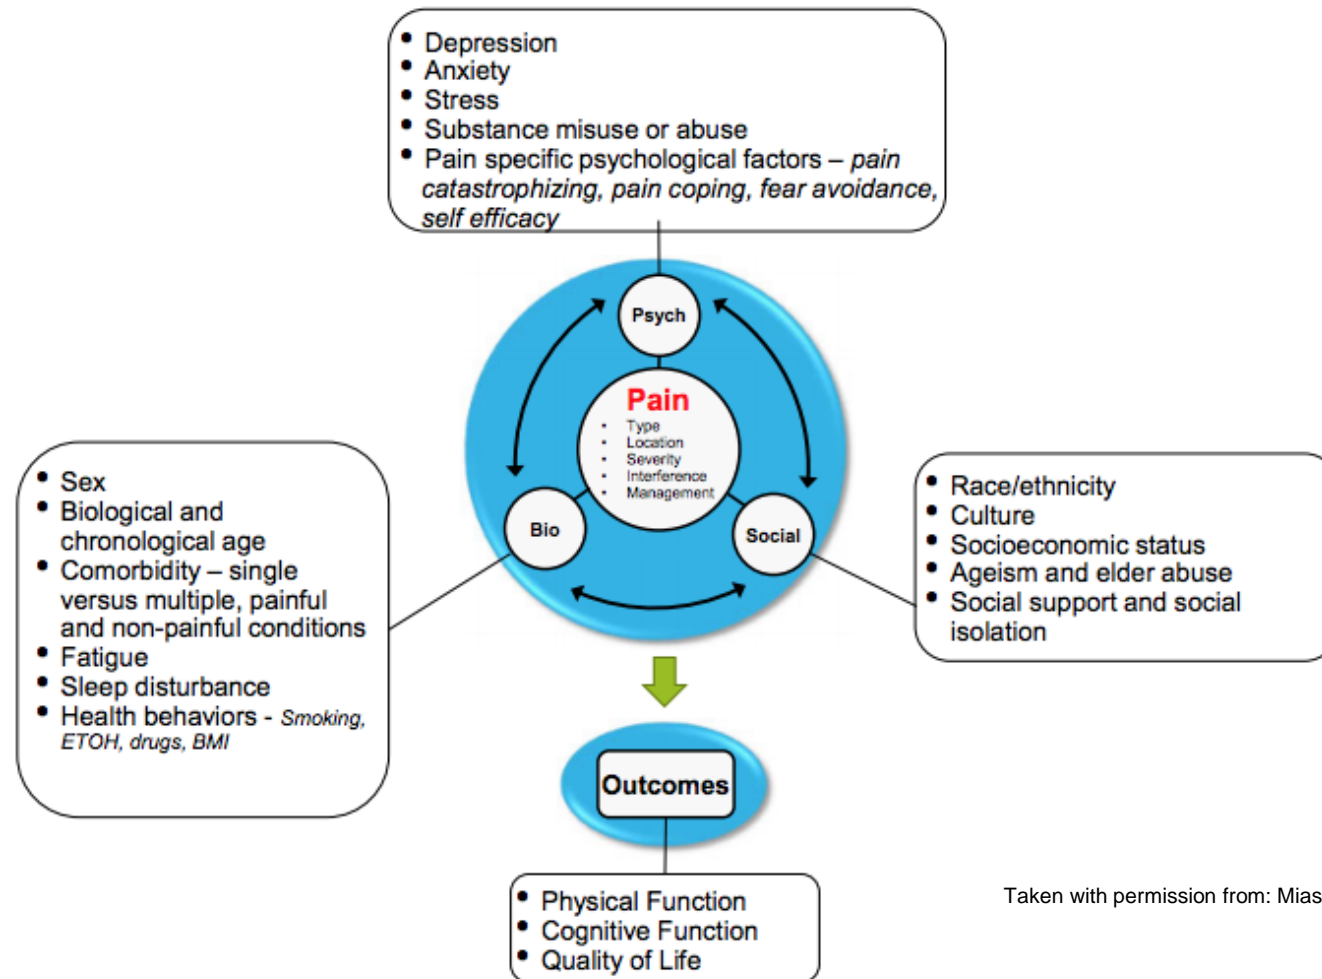 • Depression
• Anxiety
• Stress
• Substance misuse or abuse
• Pain specific psychological factors – pain
catastrophizing, pain coping, fear avoidance,
self efficacy
Psych
Pain
• Type
• Location
• Severity
• Interference
• Management
Bio
Social
• Sex
• Biological and
chronological age
• Comorbidity – single
versus multiple, painful
and non-painful conditions
• Fatigue
• Sleep disturbance
• Health behaviors - Smoking,
ETOH, drugs, BMI
• Race/ethnicity
• Culture
• Socioeconomic status
• Ageism and elder abuse
• Social support and social
isolation
Outcomes
• Physical Function
• Cognitive Function
• Quality of Life
Taken with permission from: Mias